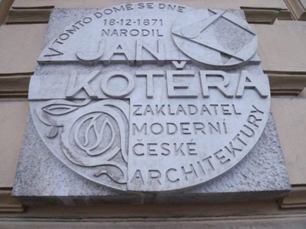 V TOMTO DOMĚ SE DNE
18·12·1871
NARODIL
JAN
KOTĚRA
ZAKLADATEL
MODERNÍ
ČESKÉ
ARCHITEKTURY